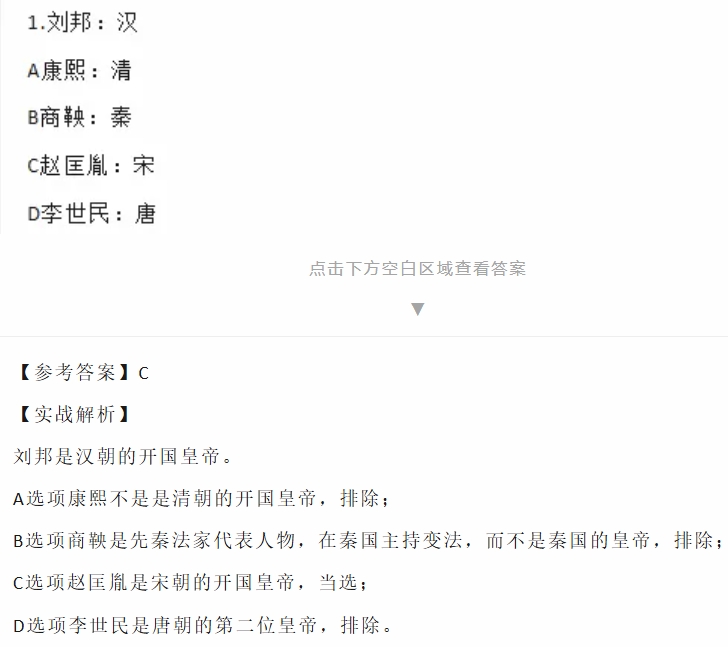 1.刘邦：汉
A康熙：清
B商鞅：秦
C赵匡胤：宋
D李世民：唐
点击下方空白区域查看答案
▼
【参考答案】C
【实战解析】
刘邦是汉朝的开国皇帝。
A选项康熙不是是清朝的开国皇帝，排除；
B选项商鞅是先秦法家代表人物，在秦国主持变法，而不是秦国的皇帝，排除；
C选项赵匡胤是宋朝的开国皇帝，当选；
D选项李世民是唐朝的第二位皇帝，排除。